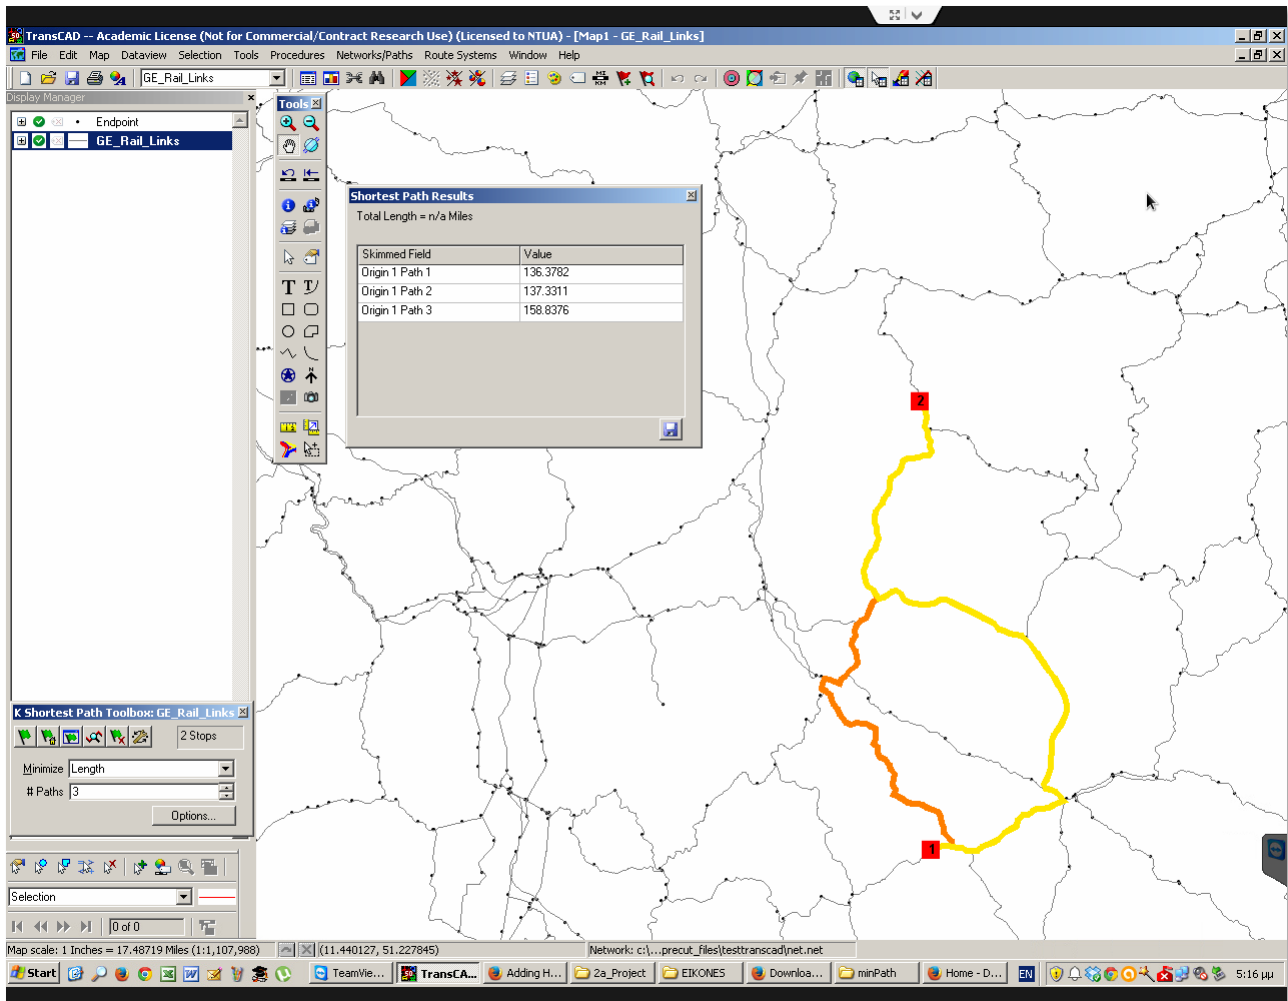 TransCAD -- Academic License (Not for Commercial/Contract Research Use) (Licensed to NTUA) - [Map1 - GE_Rail_Links]
File Edit Map Dataview Selection Tools Procedures Networks/Paths Route Systems Window Help
GE_Rail_Links
Display Manager
Endpoint
GE_Rail_Links
Tools
Shortest Path Results
Total Length = n/a Miles
Skimmed Field Value
Origin 1 Path 1 136.3782
Origin 1 Path 2 137.3311
Origin 1 Path 3 158.8376
2
1
K Shortest Path Toolbox: GE_Rail_Links
2 Stops
Minimize Length
# Paths 3
Options...
Selection
0 of 0
Map scale: 1 Inches = 17.48719 Miles (1:1,107,988) (11.440127, 51.227845) Network: c:\...precut_files\testtranscad\net.net
Start TeamVie... TransCA... Adding H... 2a_Project EIKONES Downloa... minPath Home - D... EN 5:16 μμ